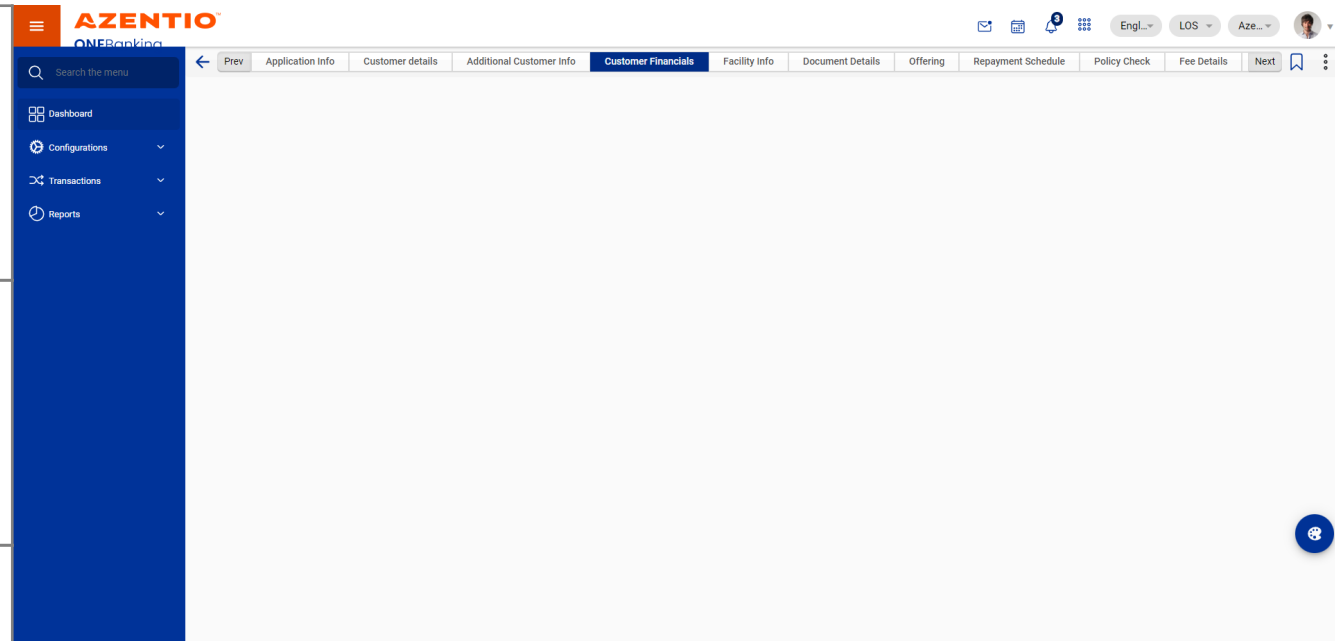 AZENTIO
ONEBanking
3
Engl...
LOS
Aze...
Search the menu
Prev Application Info Customer details Additional Customer Info Customer Financials Facility Info Document Details Offering Repayment Schedule Policy Check Fee Details Next
Dashboard
Configurations
Transactions
Reports